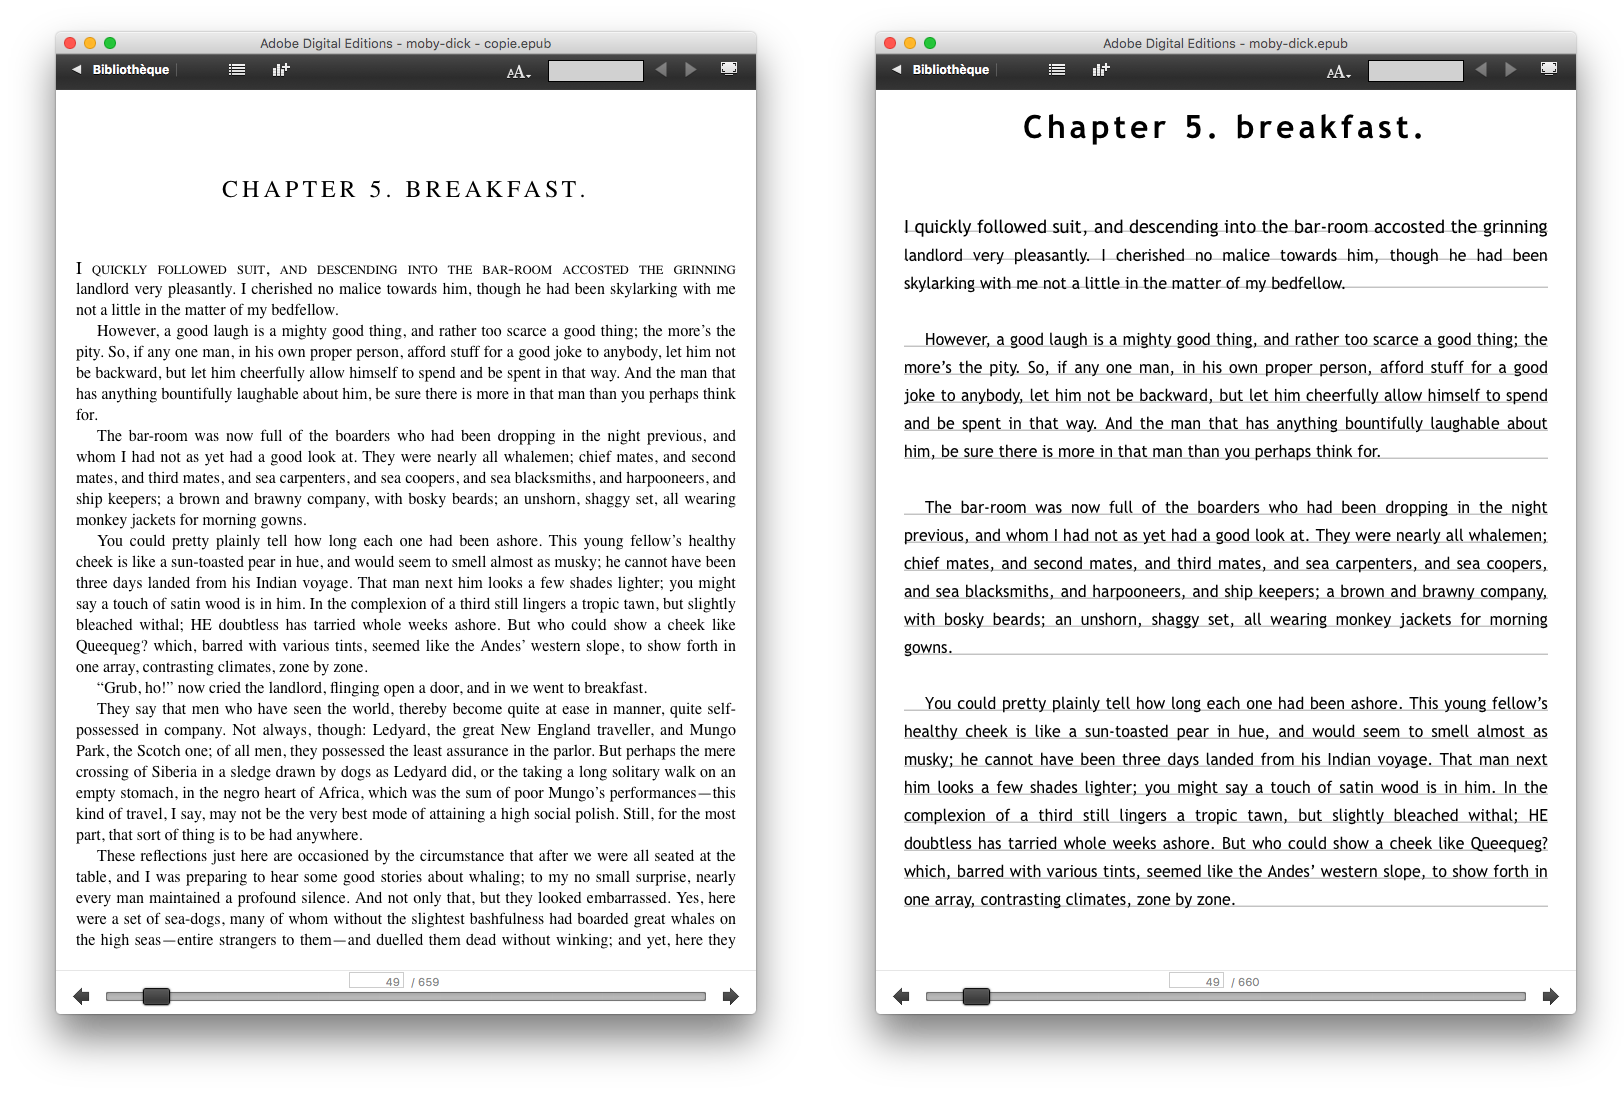 Adobe Digital Editions - moby-dick - copie.epub
Bibliothèque
AA
CHAPTER 5. BREAKFAST.
I QUICKLY FOLLOWED SUIT, AND DESCENDING INTO THE BAR-ROOM ACCOSTED THE GRINNING
landlord very pleasantly. I cherished no malice towards him, though he had been skylarking with me
not a little in the matter of my bedfellow.
However, a good laugh is a mighty good thing, and rather too scarce a good thing; the more’s the
pity. So, if any one man, in his own proper person, afford stuff for a good joke to anybody, let him not
be backward, but let him cheerfully allow himself to spend and be spent in that way. And the man that
has anything bountifully laughable about him, be sure there is more in that man than you perhaps think
for.
The bar-room was now full of the boarders who had been dropping in the night previous, and
whom I had not as yet had a good look at. They were nearly all whalemen; chief mates, and second
mates, and third mates, and sea carpenters, and sea coopers, and sea blacksmiths, and harpooneers, and
ship keepers; a brown and brawny company, with bosky beards; an unshorn, shaggy set, all wearing
monkey jackets for morning gowns.
You could pretty plainly tell how long each one had been ashore. This young fellow’s healthy
cheek is like a sun-toasted pear in hue, and would seem to smell almost as musky; he cannot have been
three days landed from his Indian voyage. That man next him looks a few shades lighter; you might
say a touch of satin wood is in him. In the complexion of a third still lingers a tropic tawn, but slightly
bleached withal; HE doubtless has tarried whole weeks ashore. But who could show a cheek like
Queequeg? which, barred with various tints, seemed like the Andes’ western slope, to show forth in
one array, contrasting climates, zone by zone.
“Grub, ho!” now cried the landlord, flinging open a door, and in we went to breakfast.
They say that men who have seen the world, thereby become quite at ease in manner, quite self-
possessed in company. Not always, though: Ledyard, the great New England traveller, and Mungo
Park, the Scotch one; of all men, they possessed the least assurance in the parlor. But perhaps the mere
crossing of Siberia in a sledge drawn by dogs as Ledyard did, or the taking a long solitary walk on an
empty stomach, in the negro heart of Africa, which was the sum of poor Mungo’s performances—this
kind of travel, I say, may not be the very best mode of attaining a high social polish. Still, for the most
part, that sort of thing is to be had anywhere.
These reflections just here are occasioned by the circumstance that after we were all seated at the
table, and I was preparing to hear some good stories about whaling; to my no small surprise, nearly
every man maintained a profound silence. And not only that, but they looked embarrassed. Yes, here
were a set of sea-dogs, many of whom without the slightest bashfulness had boarded great whales on
the high seas—entire strangers to them—and duelled them dead without winking; and yet, here they
49 / 659
Adobe Digital Editions - moby-dick.epub
Bibliothèque
AA
Chapter 5. breakfast.
I quickly followed suit, and descending into the bar-room accosted the grinning
landlord very pleasantly. I cherished no malice towards him, though he had been
skylarking with me not a little in the matter of my bedfellow.
However, a good laugh is a mighty good thing, and rather too scarce a good thing; the
more’s the pity. So, if any one man, in his own proper person, afford stuff for a good
joke to anybody, let him not be backward, but let him cheerfully allow himself to spend
and be spent in that way. And the man that has anything bountifully laughable about
him, be sure there is more in that man than you perhaps think for.
The bar-room was now full of the boarders who had been dropping in the night
previous, and whom I had not as yet had a good look at. They were nearly all whalemen;
chief mates, and second mates, and third mates, and sea carpenters, and sea coopers,
and sea blacksmiths, and harpooneers, and ship keepers; a brown and brawny company,
with bosky beards; an unshorn, shaggy set, all wearing monkey jackets for morning
gowns.
You could pretty plainly tell how long each one had been ashore. This young fellow’s
healthy cheek is like a sun-toasted pear in hue, and would seem to smell almost as
musky; he cannot have been three days landed from his Indian voyage. That man next
him looks a few shades lighter; you might say a touch of satin wood is in him. In the
complexion of a third still lingers a tropic tawn, but slightly bleached withal; HE
doubtless has tarried whole weeks ashore. But who could show a cheek like Queequeg?
which, barred with various tints, seemed like the Andes’ western slope, to show forth in
one array, contrasting climates, zone by zone.
49 / 660